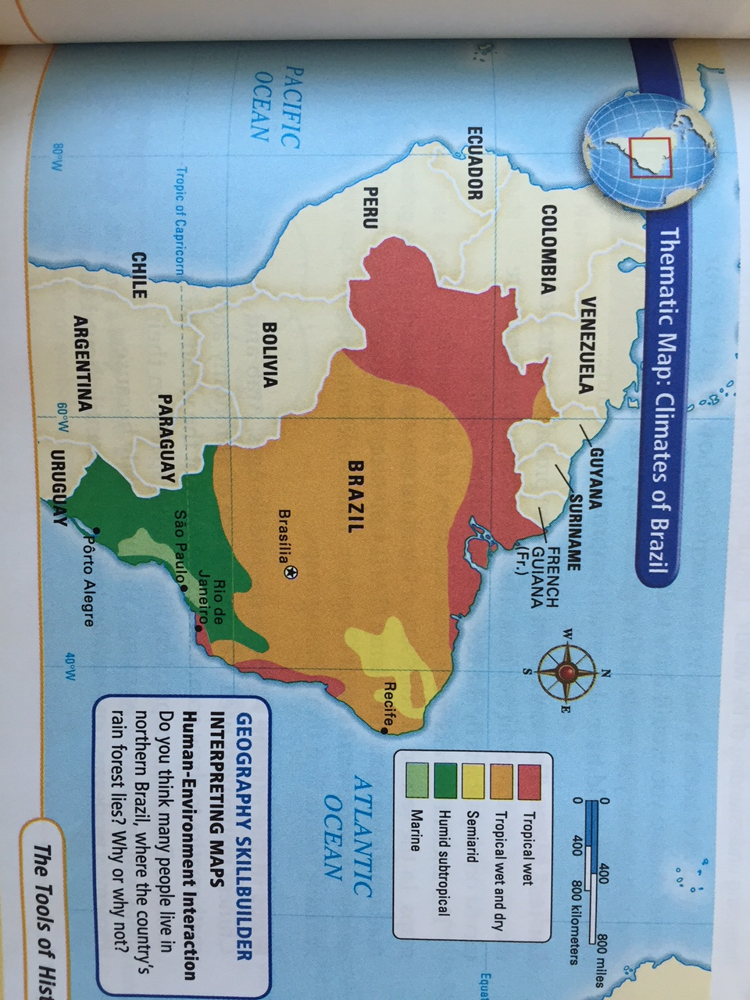 Thematic Map: Climates of Brazil
PACIFIC
OCEAN
ECUADOR
COLOMBIA
VENEZUELA
GUYANA
SURINAME
FRENCH
GUIANA
(Fr.)
PERU
BRAZIL
BOLIVIA
Brasília
Recife
CHILE
PARAGUAY
ARGENTINA
URUGUAY
São Paulo
Rio de
Janeiro
Pôrto Alegre
Tropic of Capricorn
80°W
60°W
40°W
N
W
E
S
0
400
800 miles
0
400
800 kilometers
Tropical wet
Tropical wet and dry
Semiarid
Humid subtropical
Marine
ATLANTIC
OCEAN
GEOGRAPHY SKILLBUILDER
INTERPRETING MAPS
Human-Environment Interaction
Do you think many people live in
northern Brazil, where the country's
rain forest lies? Why or why not?
The Tools of Hist